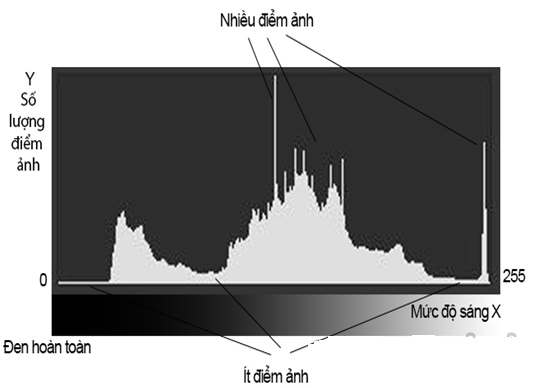 Nhiều điểm ảnh
Y
Số
lượng
điểm
ảnh
0
255
Mức độ sáng X
Đen hoàn toàn
Ít điểm ảnh